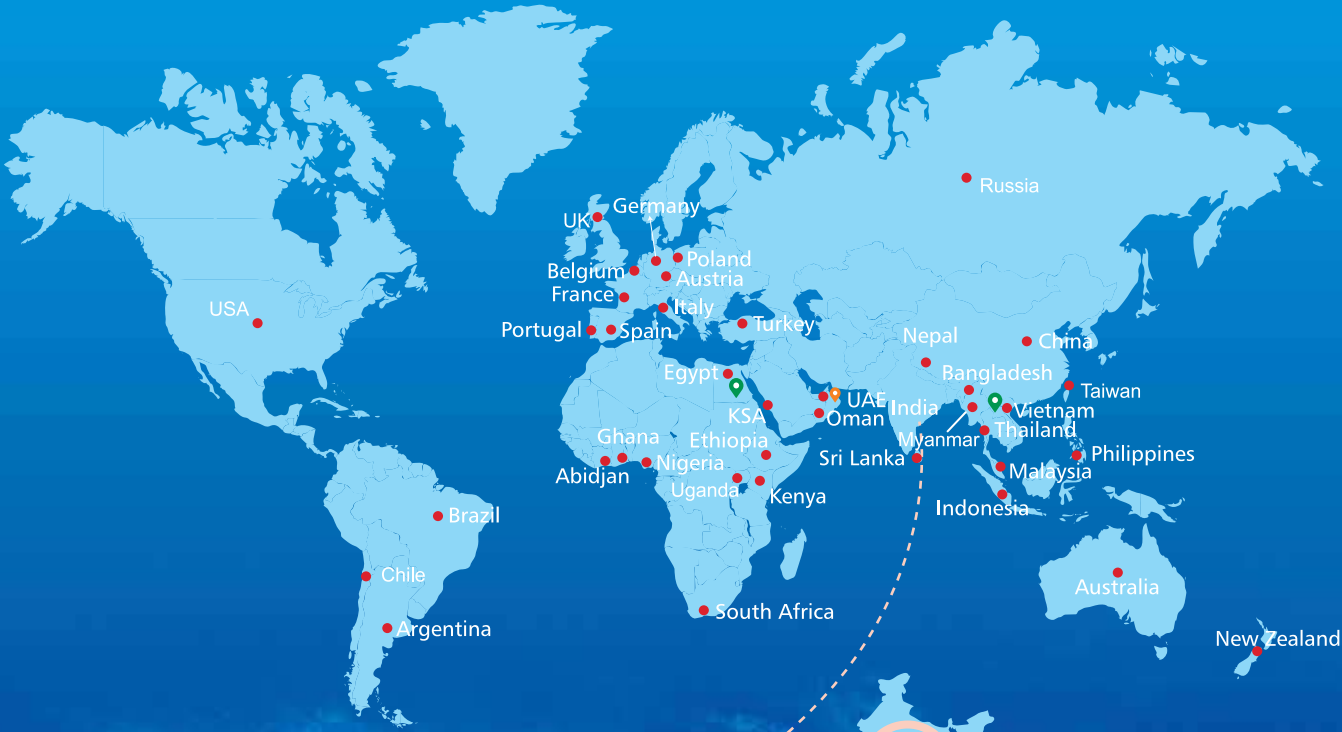 Russia
Germany
UK
Poland
Belgium
Austria
France
Italy
USA
Portugal
Spain
Turkey
Nepal
China
Egypt
Bangladesh
Taiwan
UAE
India
KSA
Oman
Vietnam
Ghana
Ethiopia
Myanmar
Thailand
Sri Lanka
Philippines
Abidjan
Nigeria
Malaysia
Uganda
Kenya
Indonesia
Brazil
Chile
Australia
South Africa
Argentina
New Zealand